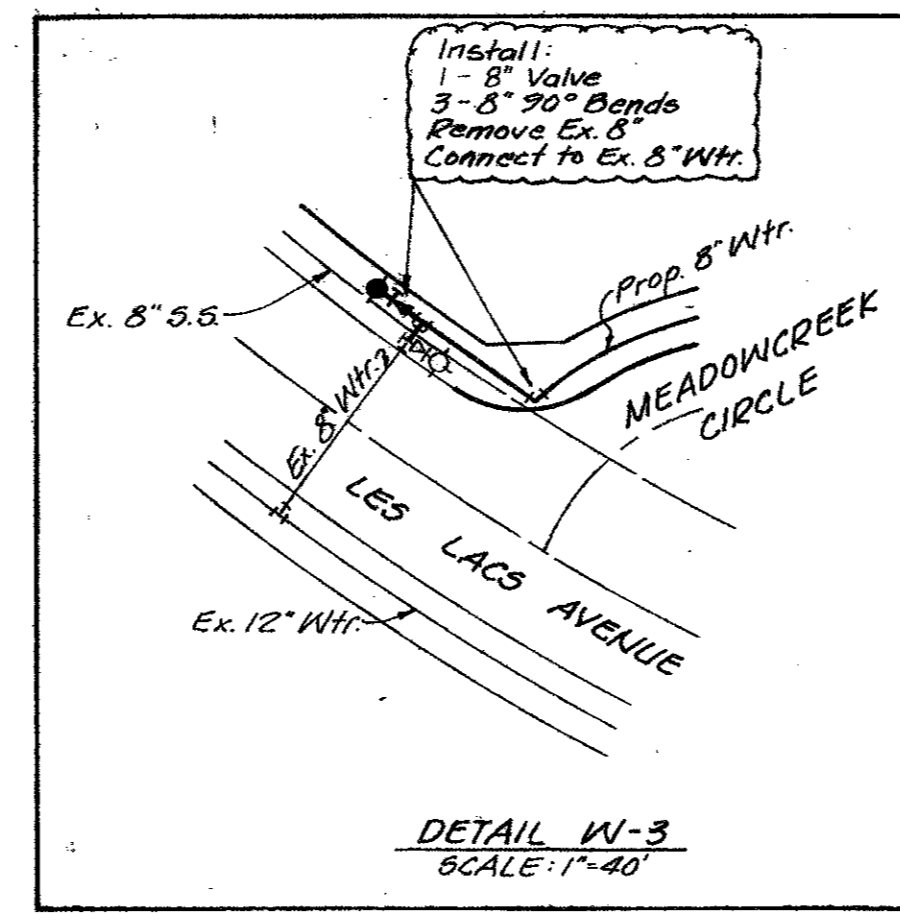 Install:
1 - 8" Valve
3 - 8" 90° Bends
Remove Ex. 8"
Connect to Ex. 8" Wtr.
Prop. 8" Wtr.
Ex. 8" S.S.
MEADOWCREEK
CIRCLE
Ex. 8" Wtr.
LES LACS AVENUE
Ex. 12" Wtr.
DETAIL W-3
SCALE: 1"=40'